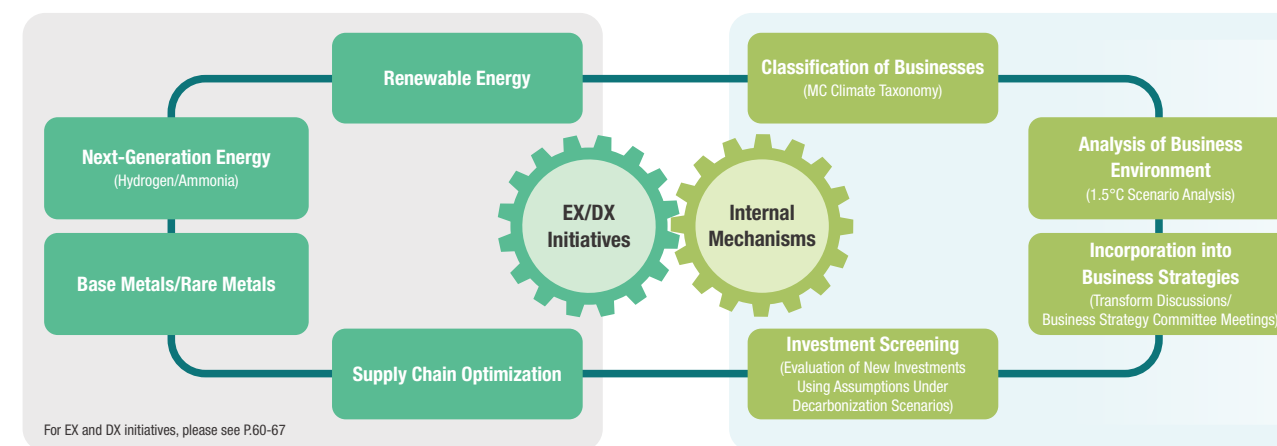 Renewable Energy
Next-Generation Energy
(Hydrogen/Ammonia)
Base Metals/Rare Metals
Supply Chain Optimization
EX/DX
Initiatives
For EX and DX initiatives, please see P.60-67
Internal
Mechanisms
Classification of Businesses
(MC Climate Taxonomy)
Analysis of Business
Environment
(1.5°C Scenario Analysis)
Incorporation into
Business Strategies
(Transform Discussions/
Business Strategy Committee Meetings)
Investment Screening
(Evaluation of New Investments
Using Assumptions Under
Decarbonization Scenarios)